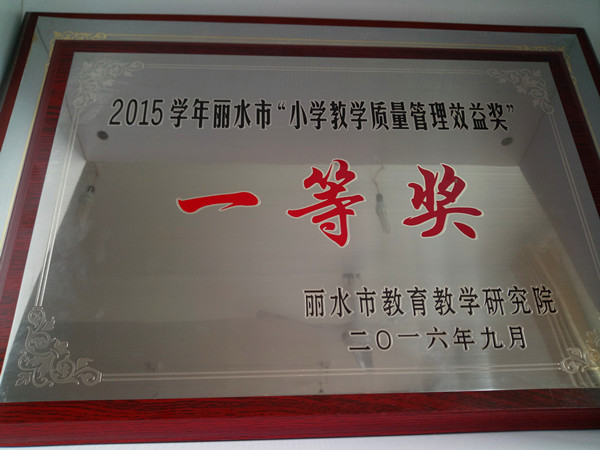 2015学年丽水市“小学教学质量管理效益奖”
一等奖
丽水市教育教学研究院
二〇一六年九月